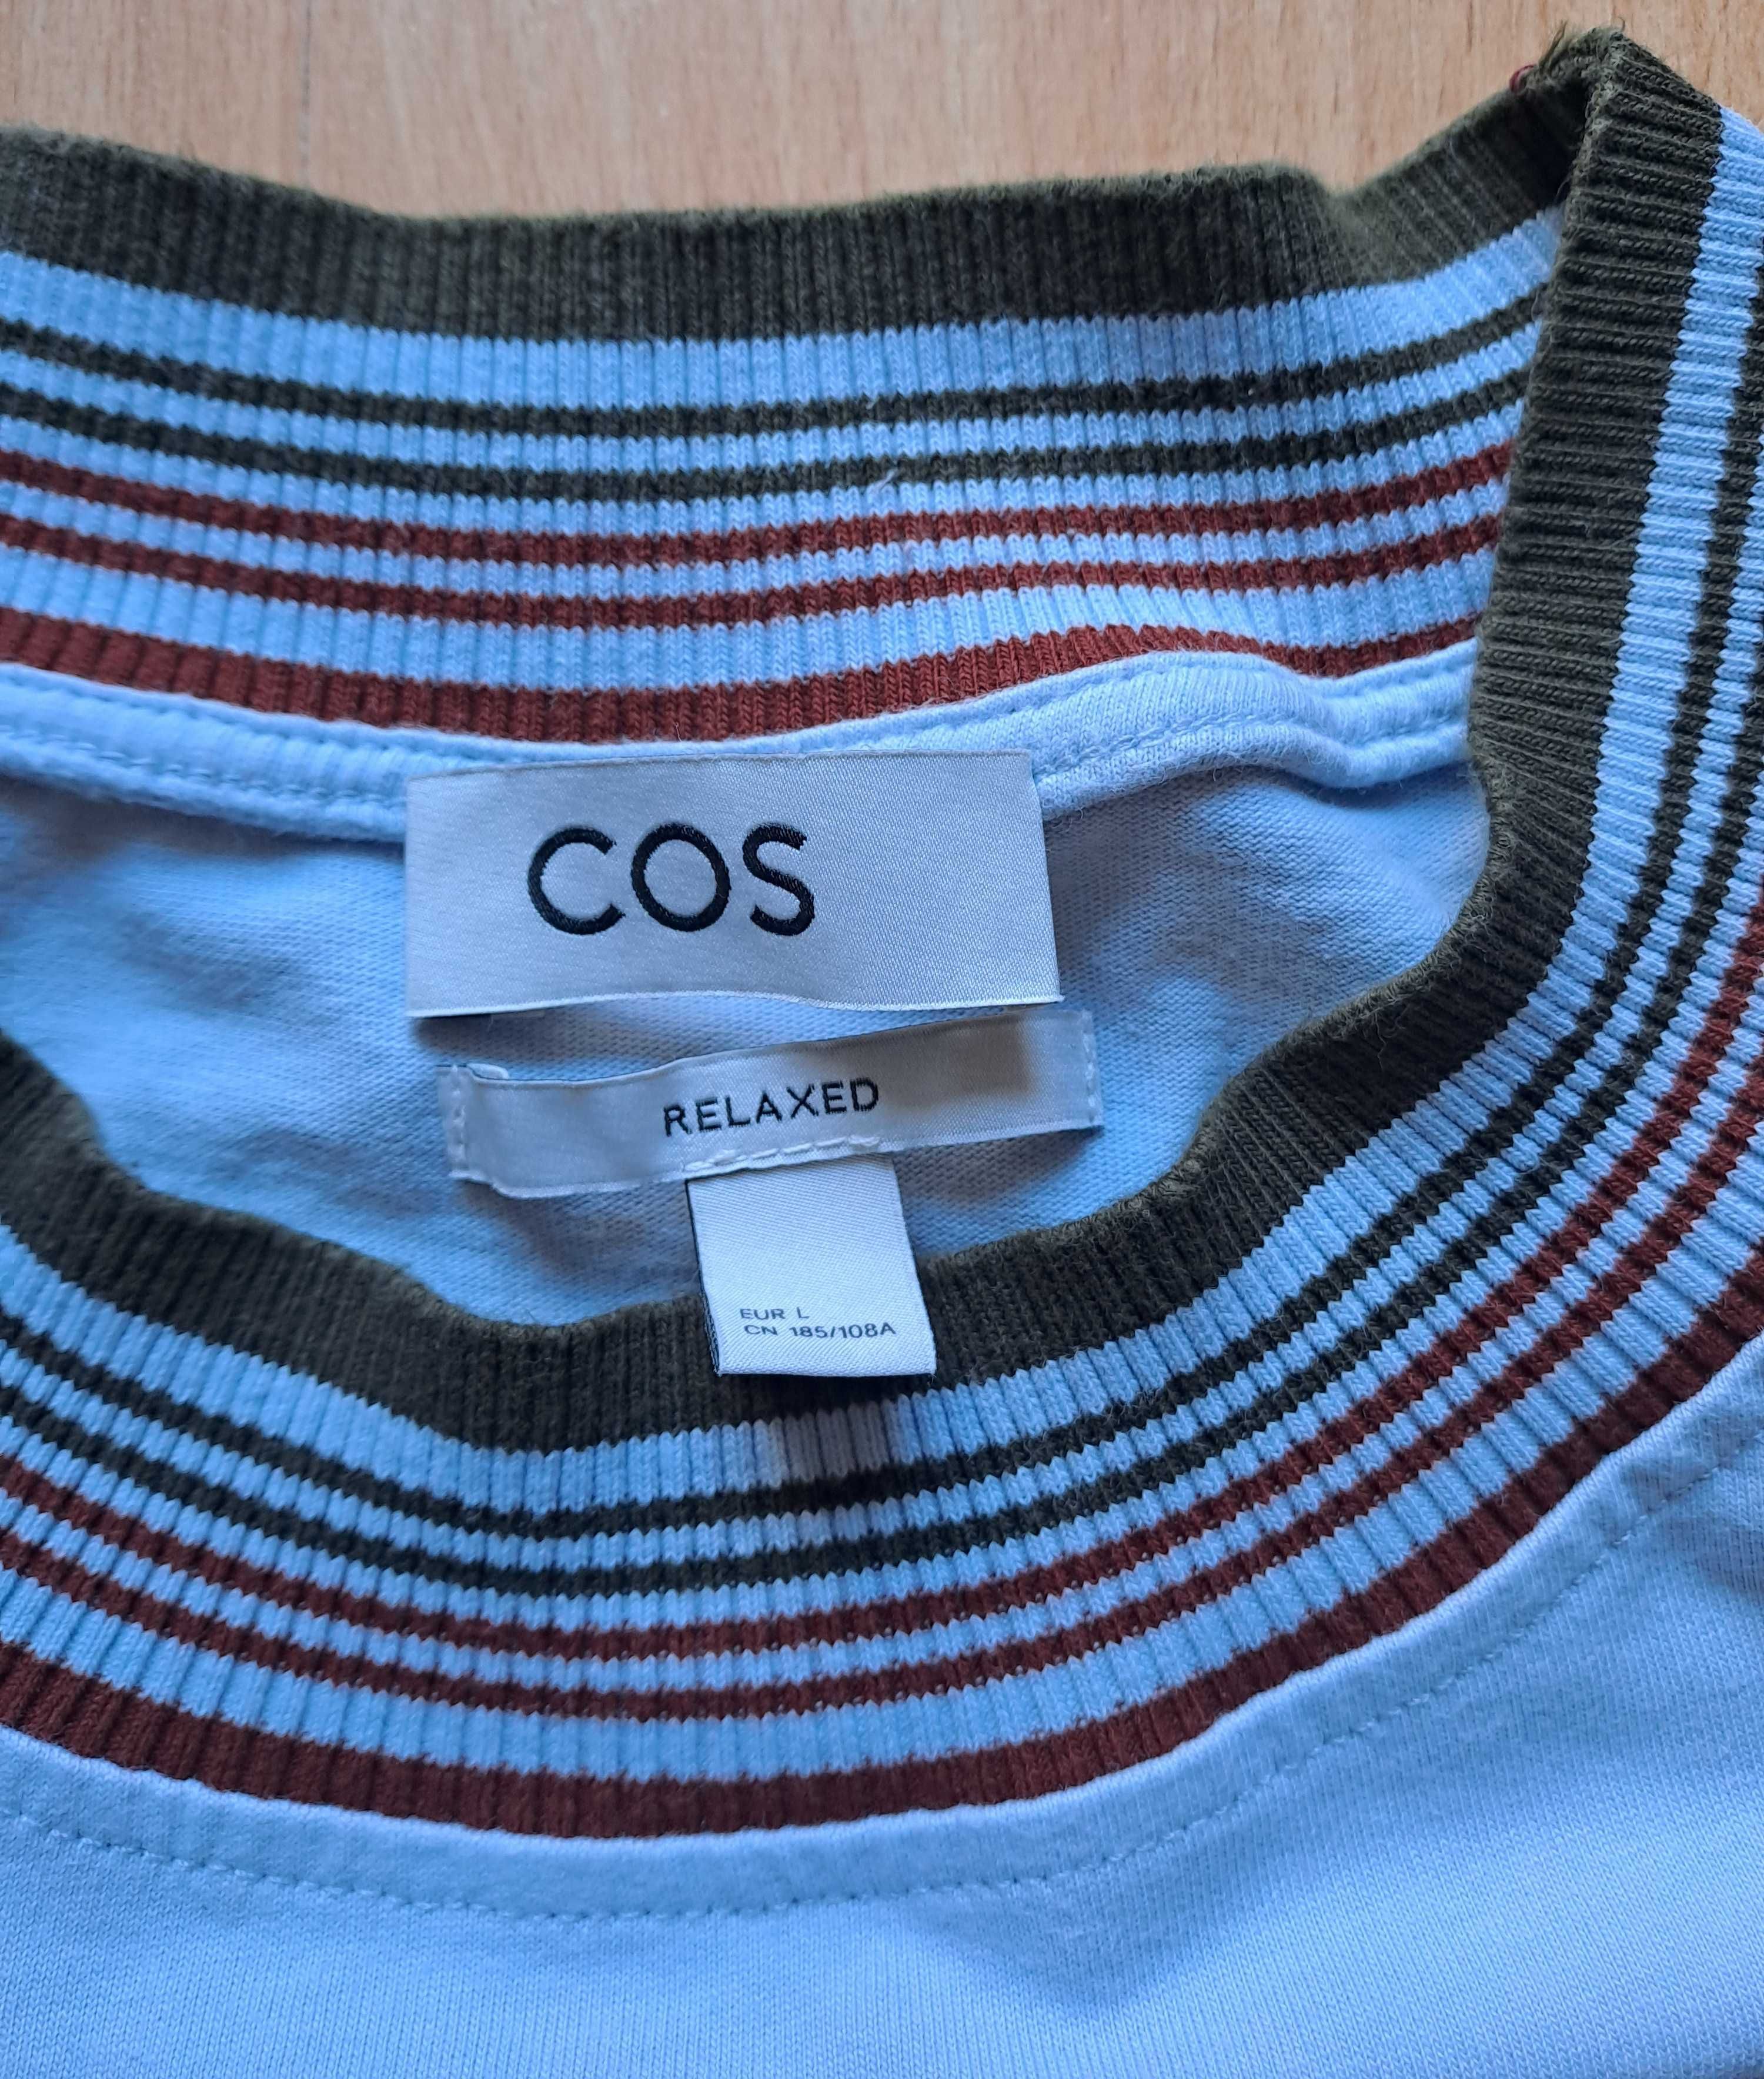 COS
RELAXED
EUR L
CN 185/108A